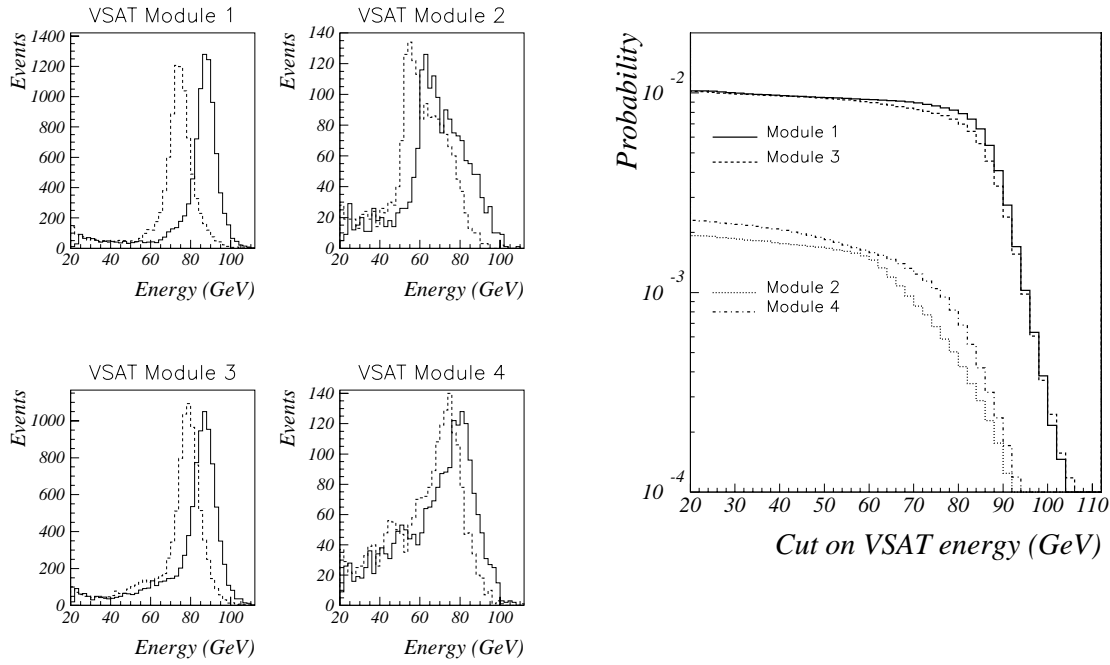 VSAT Module 1
Events
1400
1200
1000
800
600
400
200
0
20 40 60 80 100
Energy (GeV)
VSAT Module 2
Events
140
120
100
80
60
40
20
0
20 40 60 80 100
Energy (GeV)
VSAT Module 3
Events
1000
800
600
400
200
0
20 40 60 80 100
Energy (GeV)
VSAT Module 4
Events
140
120
100
80
60
40
20
0
20 40 60 80 100
Energy (GeV)
Probability
10⁻²
10⁻³
10⁻⁴
Module 1
Module 3
Module 2
Module 4
20 30 40 50 60 70 80 90 100 110
Cut on VSAT energy (GeV)